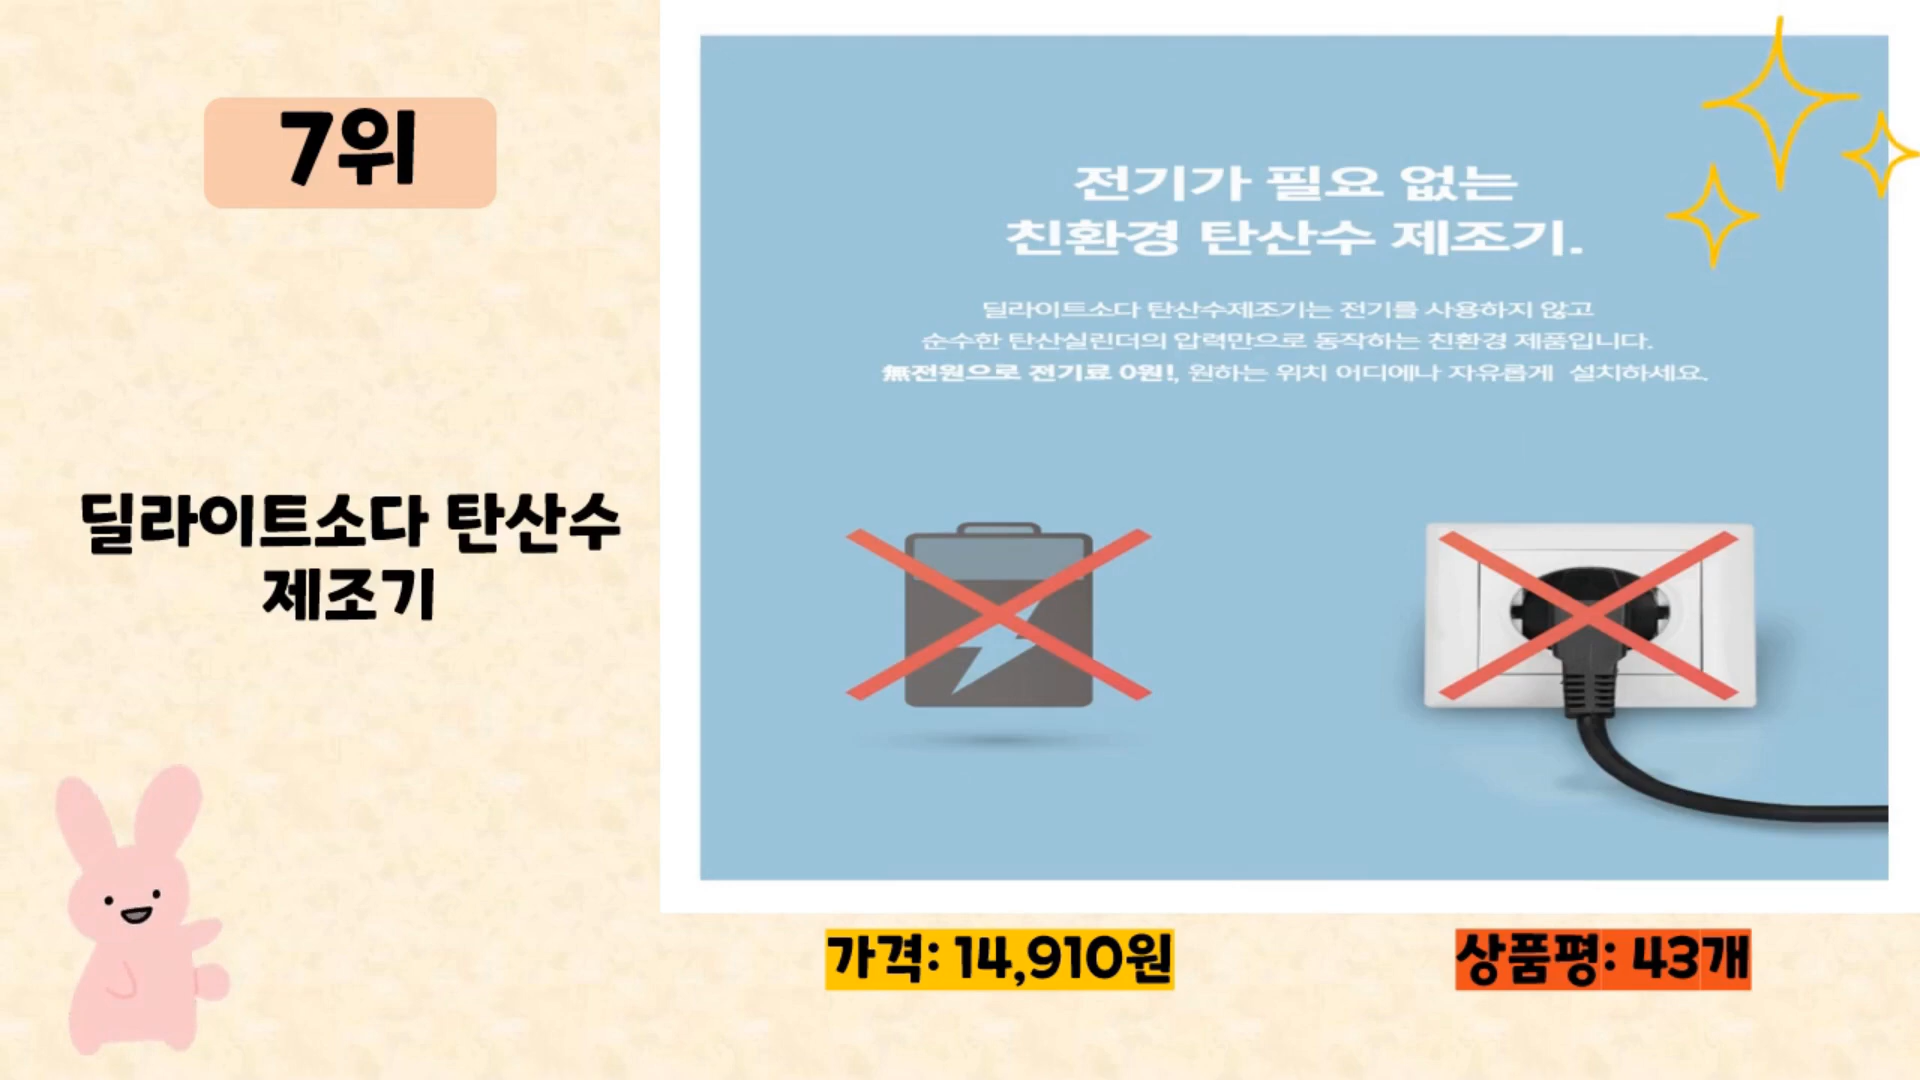 7위
딜라이트소다 탄산수
제조기
전기가 필요 없는
친환경 탄산수 제조기.
딜라이트소다 탄산수제조기는 전기를 사용하지 않고
순수한 탄산실린더의 압력만으로 동작하는 친환경 제품입니다.
無전원으로 전기료 0원!, 원하는 위치 어디에나 자유롭게 설치하세요.
가격: 14,910원
상품평: 43개